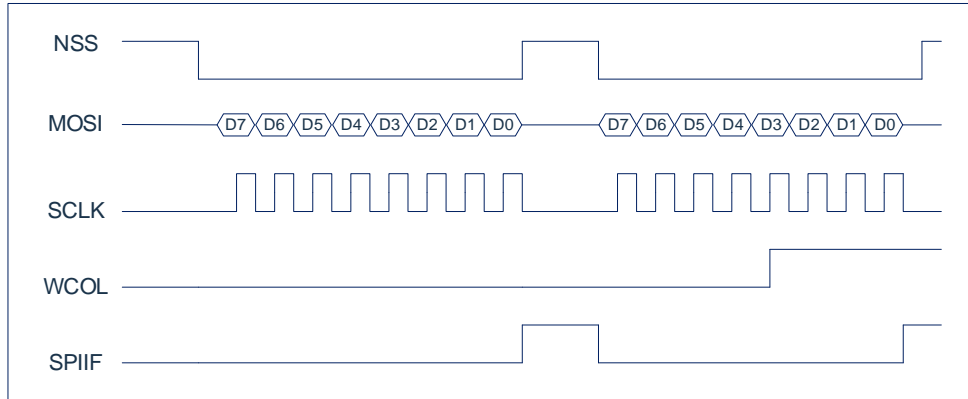 NSS
MOSI D7 D6 D5 D4 D3 D2 D1 D0 D7 D6 D5 D4 D3 D2 D1 D0
SCLK
WCOL
SPIIF